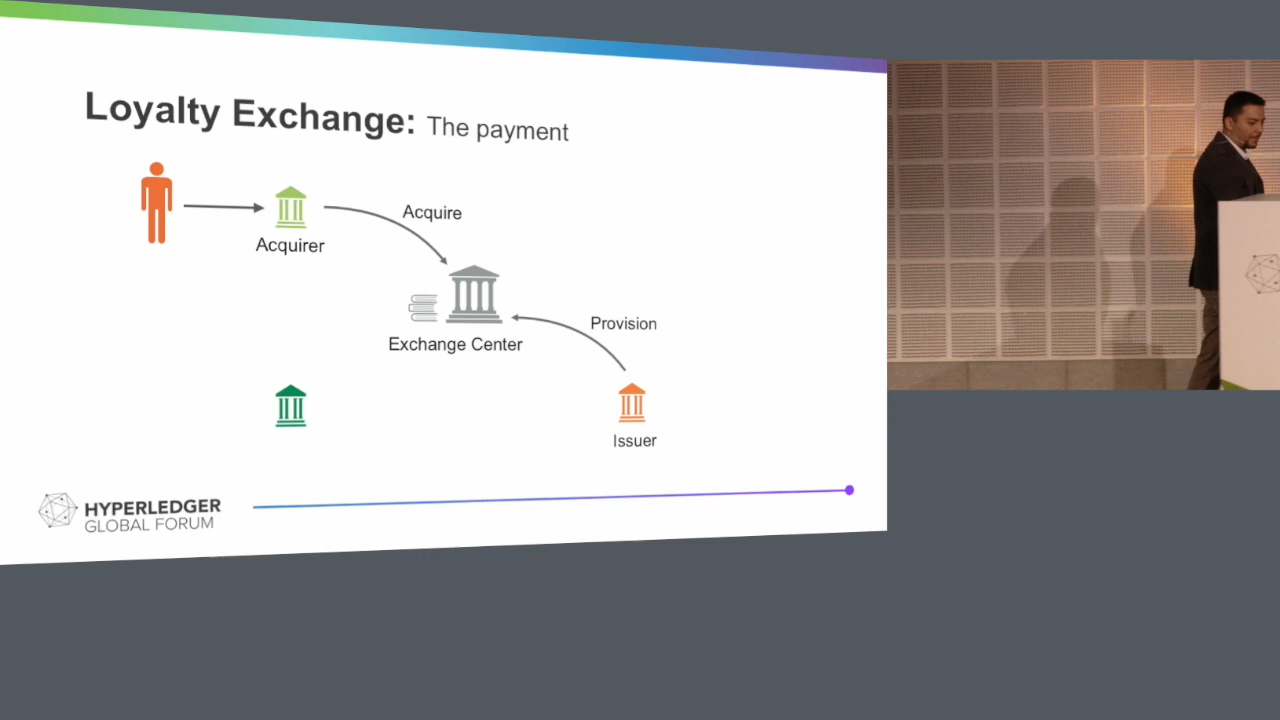 Loyalty Exchange: The payment
Acquire
Acquirer
Provision
Exchange Center
Issuer
HYPERLEDGER
GLOBAL FORUM